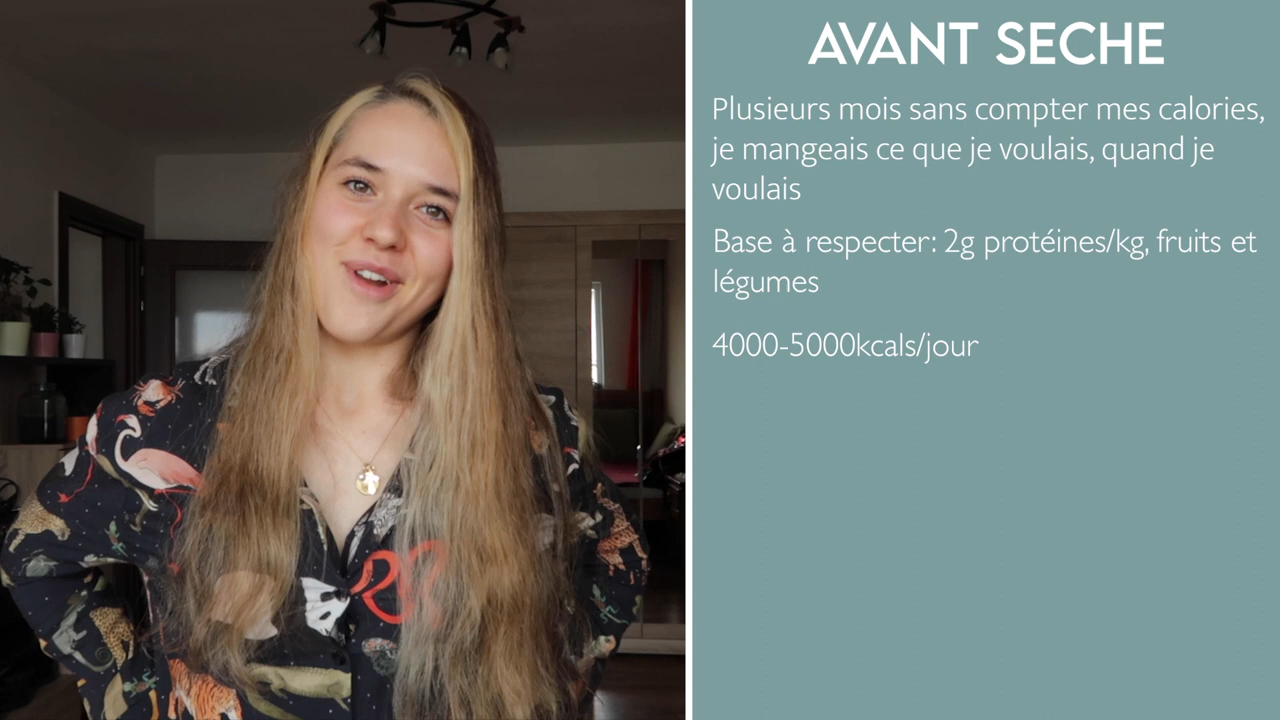 AVANT SECHE
Plusieurs mois sans compter mes calories,
je mangeais ce que je voulais, quand je
voulais
Base à respecter: 2g protéines/kg, fruits et
légumes
4000-5000kcals/jour